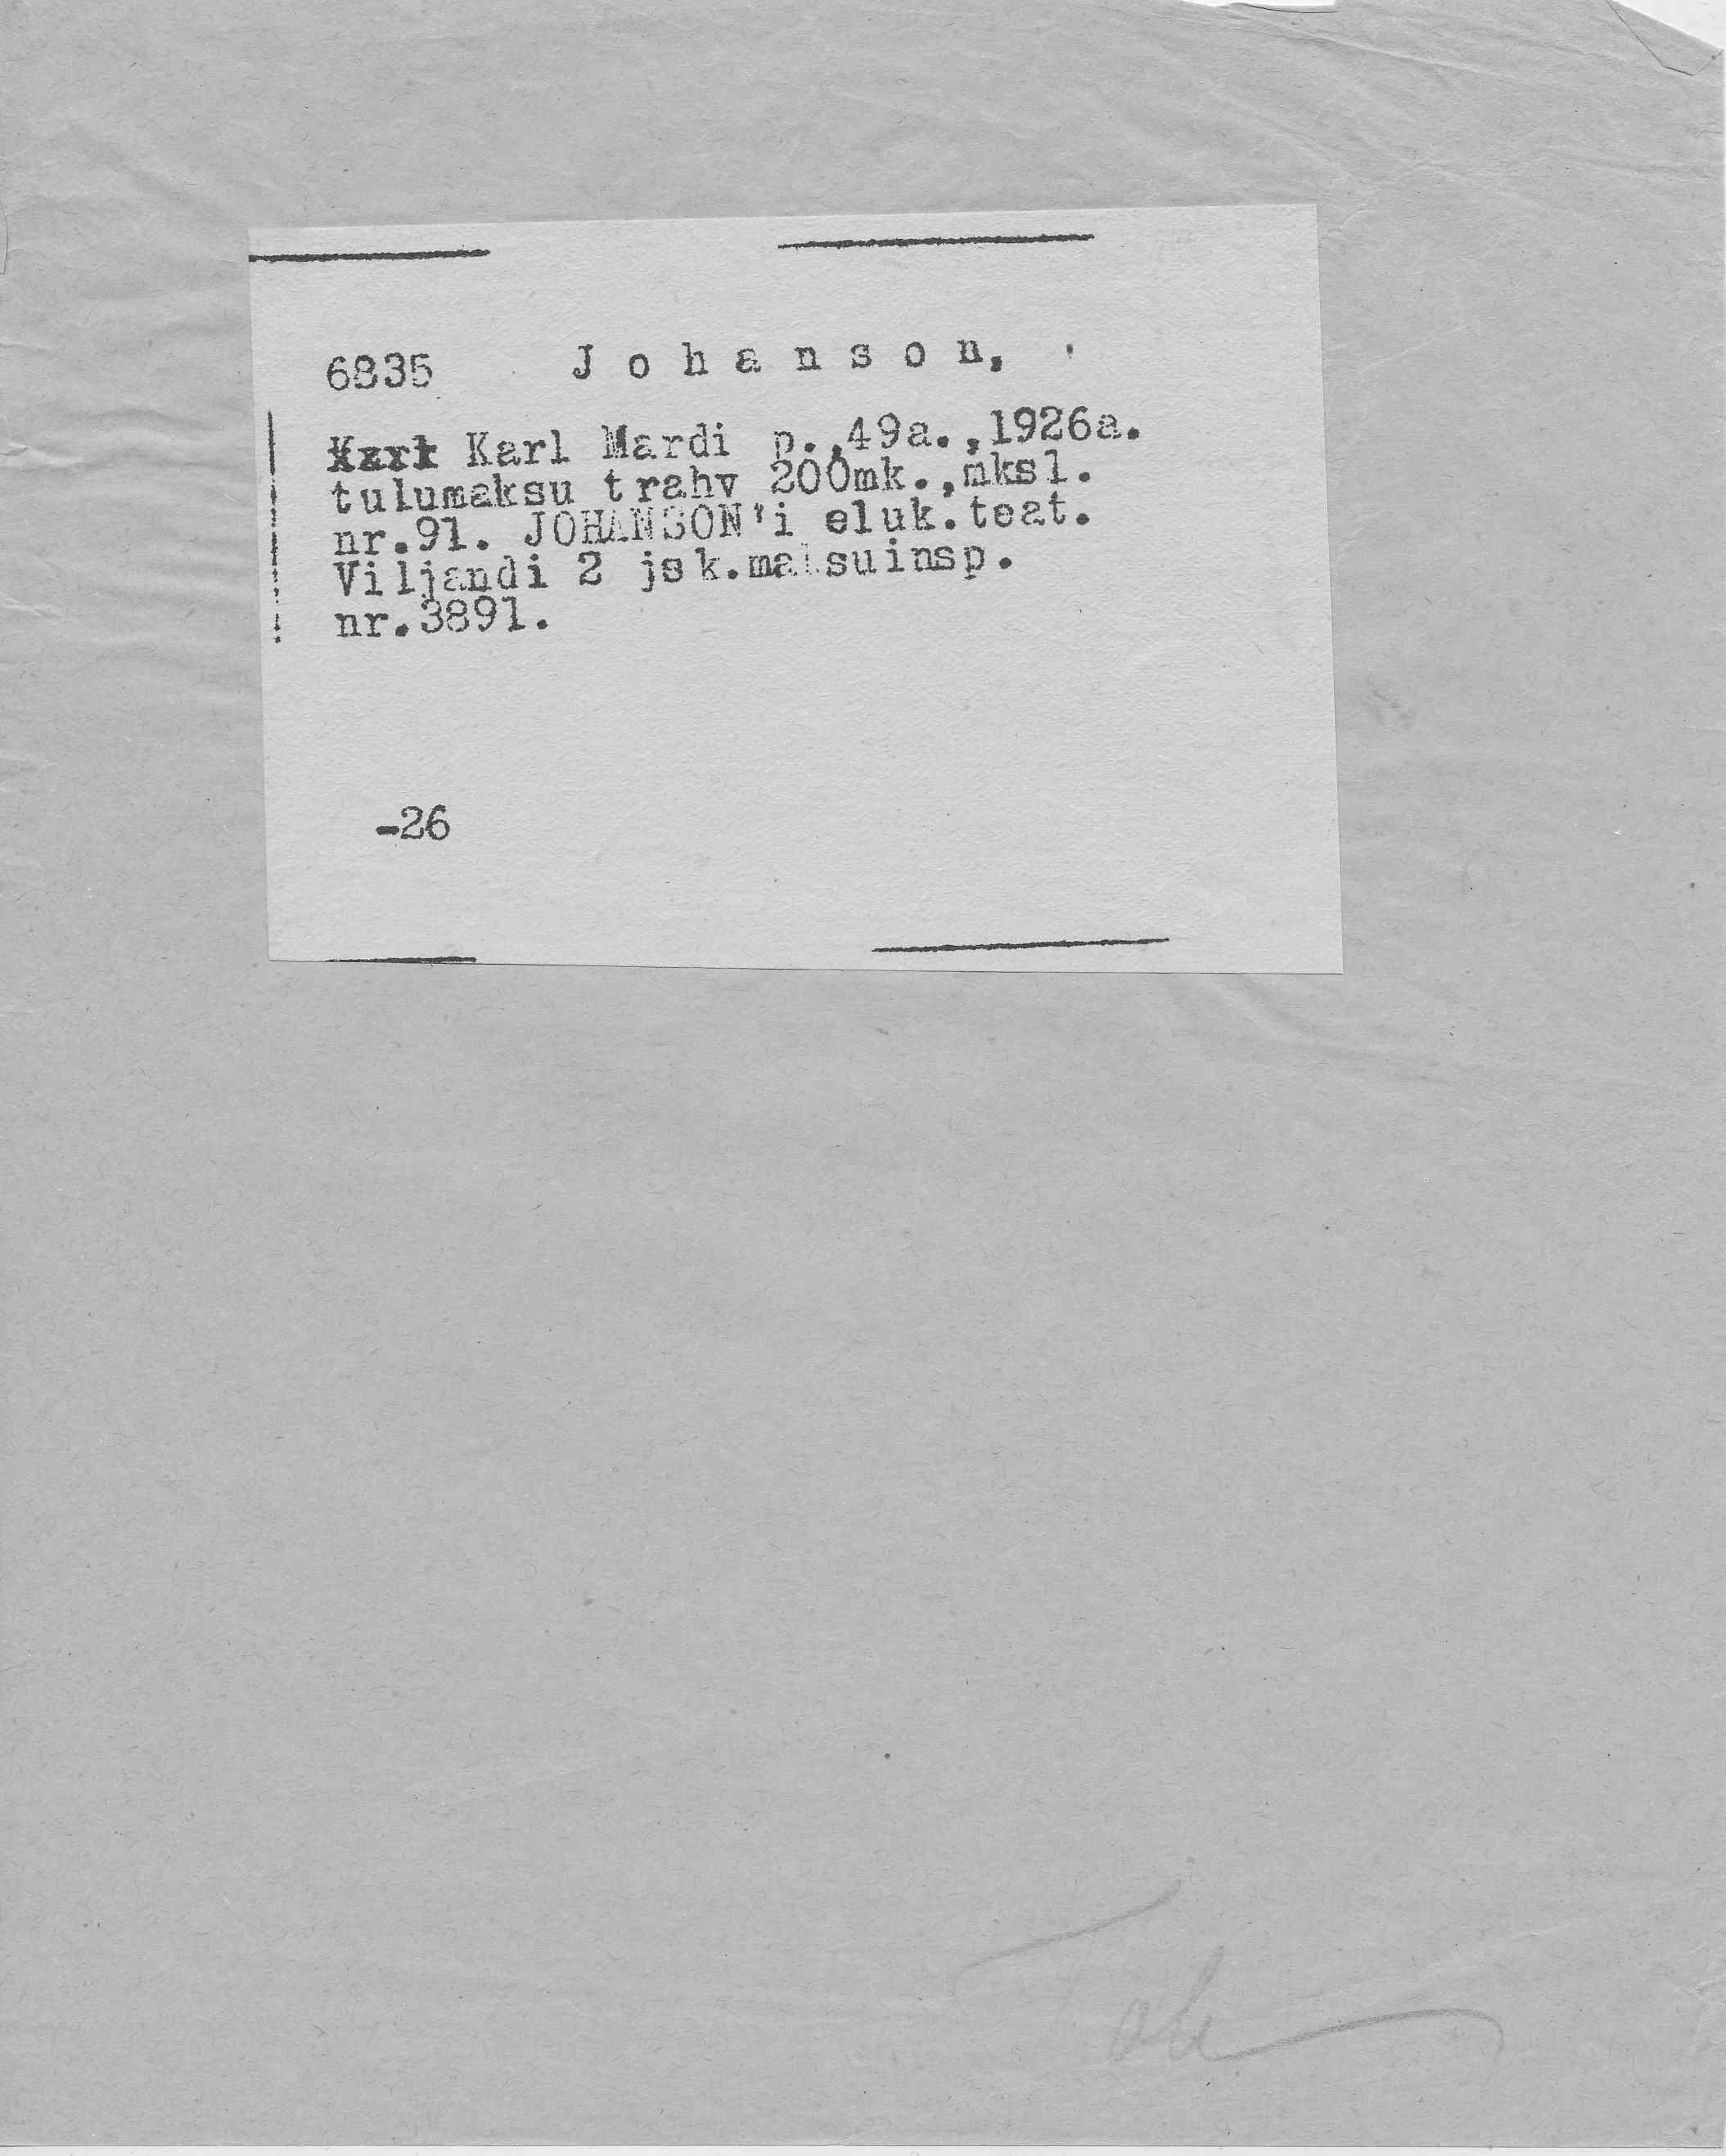 6835 Johanson,
Karl Karl Mardi p.,49a.,1926a.
tulumaksu trahv 200mk.,mksl.
nr.91. JOHANSON'i eluk.teat.
Viljandi 2 jsk.maksuinsp.
nr.3891.
-26